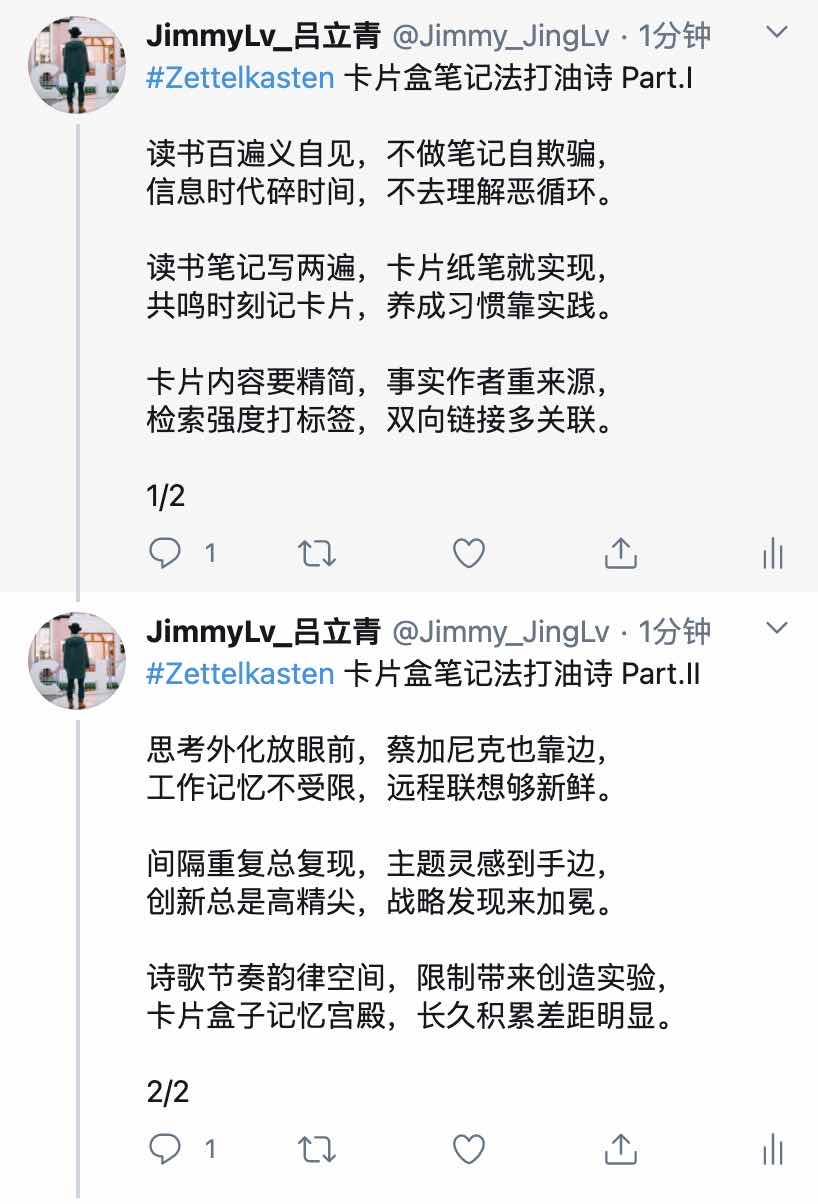 JimmyLv_吕立青 @Jimmy_JingLv · 1分钟
#Zettelkasten 卡片盒笔记法打油诗 Part.I
读书百遍义自见，不做笔记自欺骗，
信息时代碎时间，不去理解恶循环。
读书笔记写两遍，卡片纸笔就实现，
共鸣时刻记卡片，养成习惯靠实践。
卡片内容要精简，事实作者重来源，
检索强度打标签，双向链接多关联。
1/2
1
JimmyLv_吕立青 @Jimmy_JingLv · 1分钟
#Zettelkasten 卡片盒笔记法打油诗 Part.II
思考外化放眼前，蔡加尼克也靠边，
工作记忆不受限，远程联想够新鲜。
间隔重复总复现，主题灵感到手边，
创新总是高精尖，战略发现来加冕。
诗歌节奏韵律空间，限制带来创造实验，
卡片盒子记忆宫殿，长久积累差距明显。
2/2
1